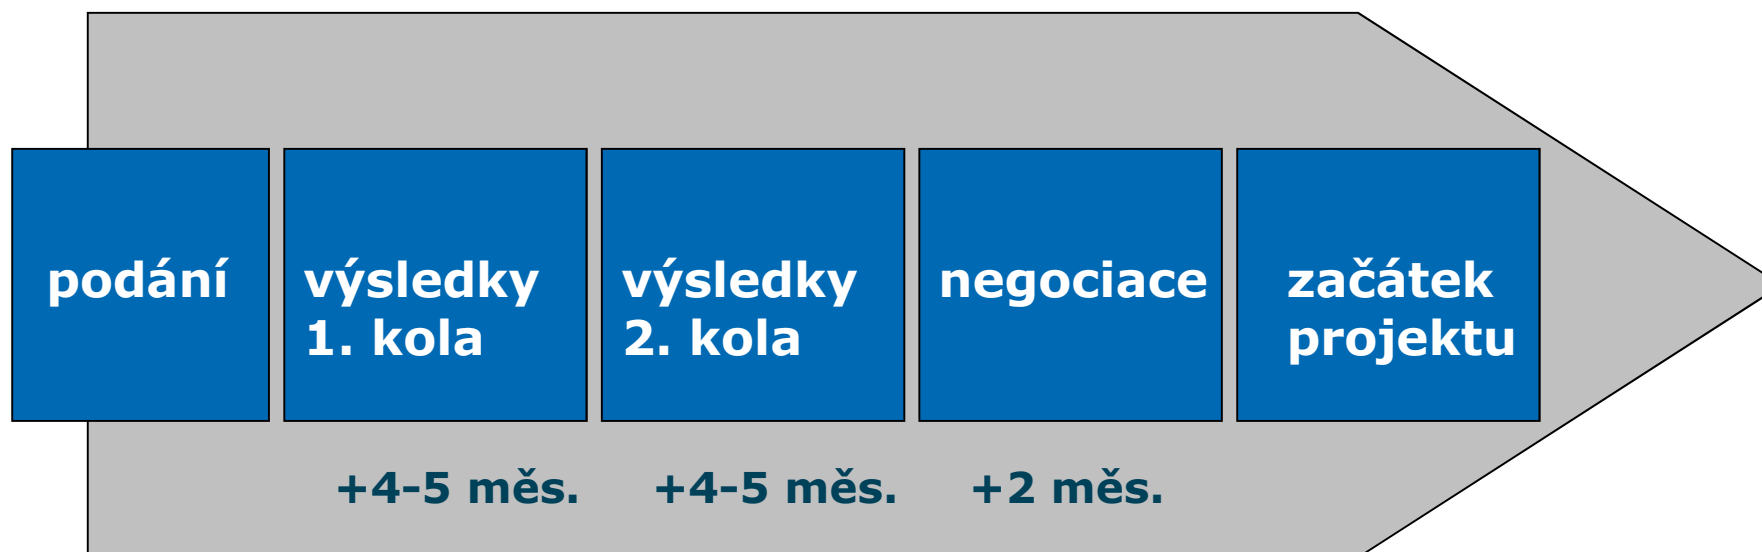 podání
výsledky
1. kola
výsledky
2. kola
negociace
začátek
projektu
+4-5 měs.
+4-5 měs.
+2 měs.